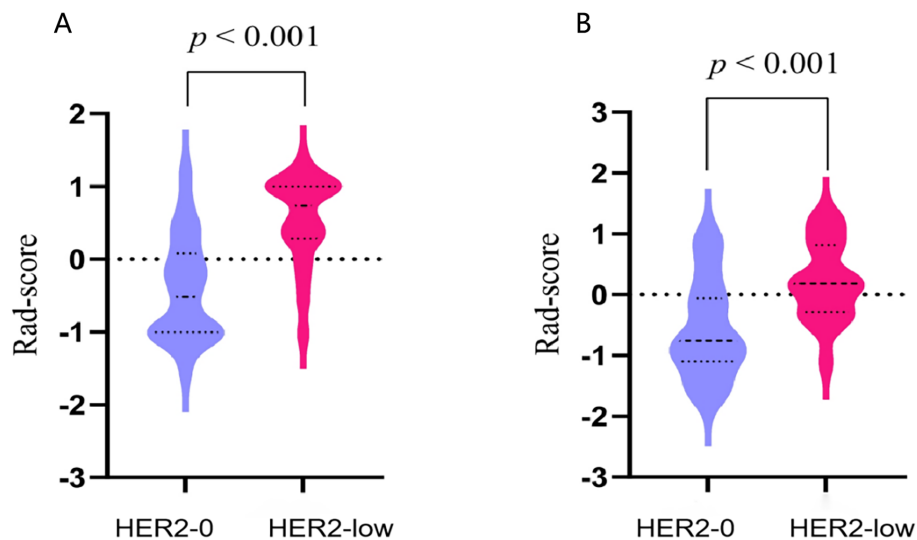 A
p < 0.001
2
1
0
-1
-2
-3
Rad-score
HER2-0
HER2-low
B
p < 0.001
3
2
1
0
-1
-2
-3
Rad-score
HER2-0
HER2-low